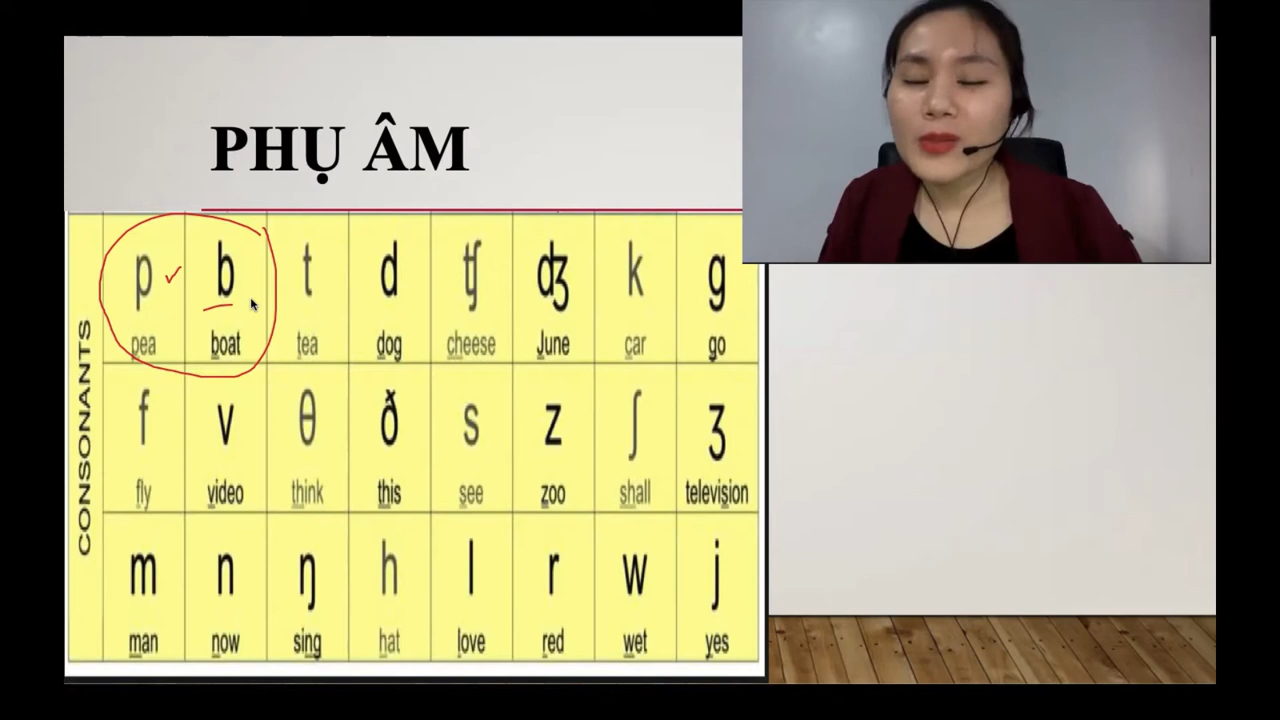 PHỤ ÂM
CONSONANTS
p b t d ʧ ʤ k g
pea boat tea dog cheese June car go
f v θ ð s z ʃ ʒ
fly video think this see zoo shall television
m n ŋ h l r w j
man now sing hat love red wet yes